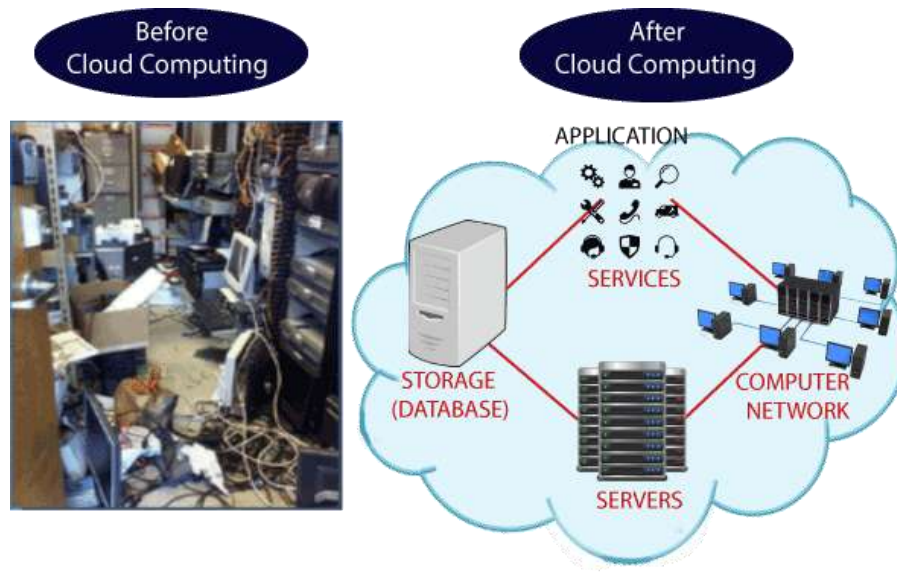 Before
Cloud Computing
After
Cloud Computing
APPLICATION
SERVICES
STORAGE
(DATABASE)
COMPUTER
NETWORK
SERVERS